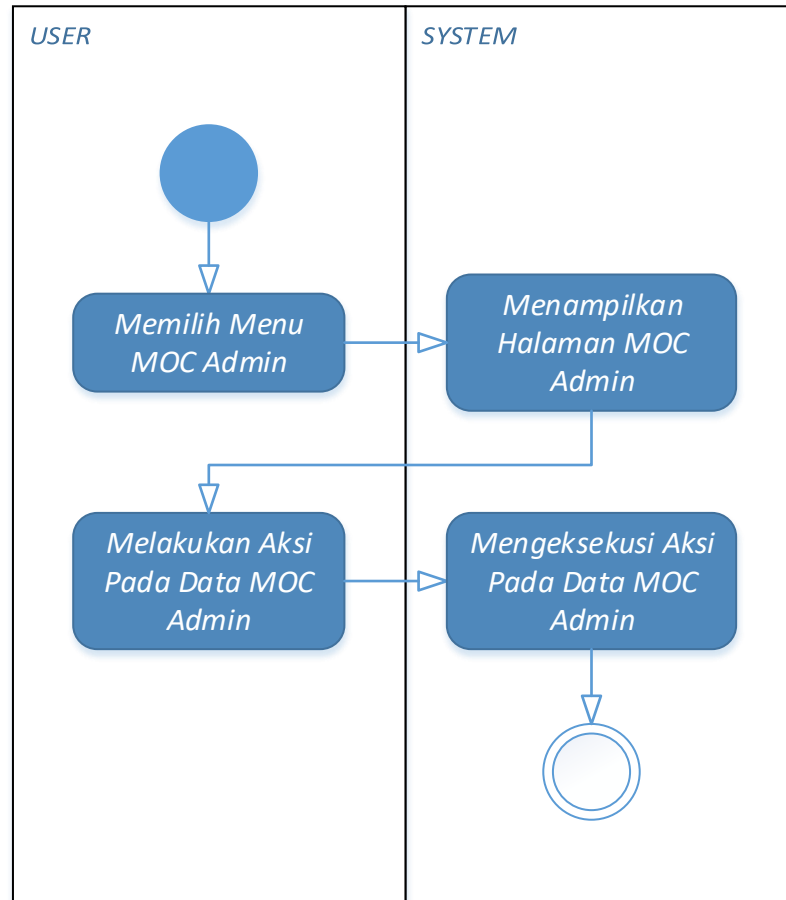 USER
SYSTEM
Memilih Menu
MOC Admin
Menampilkan
Halaman MOC
Admin
Melakukan Aksi
Pada Data MOC
Admin
Mengeksekusi Aksi
Pada Data MOC
Admin